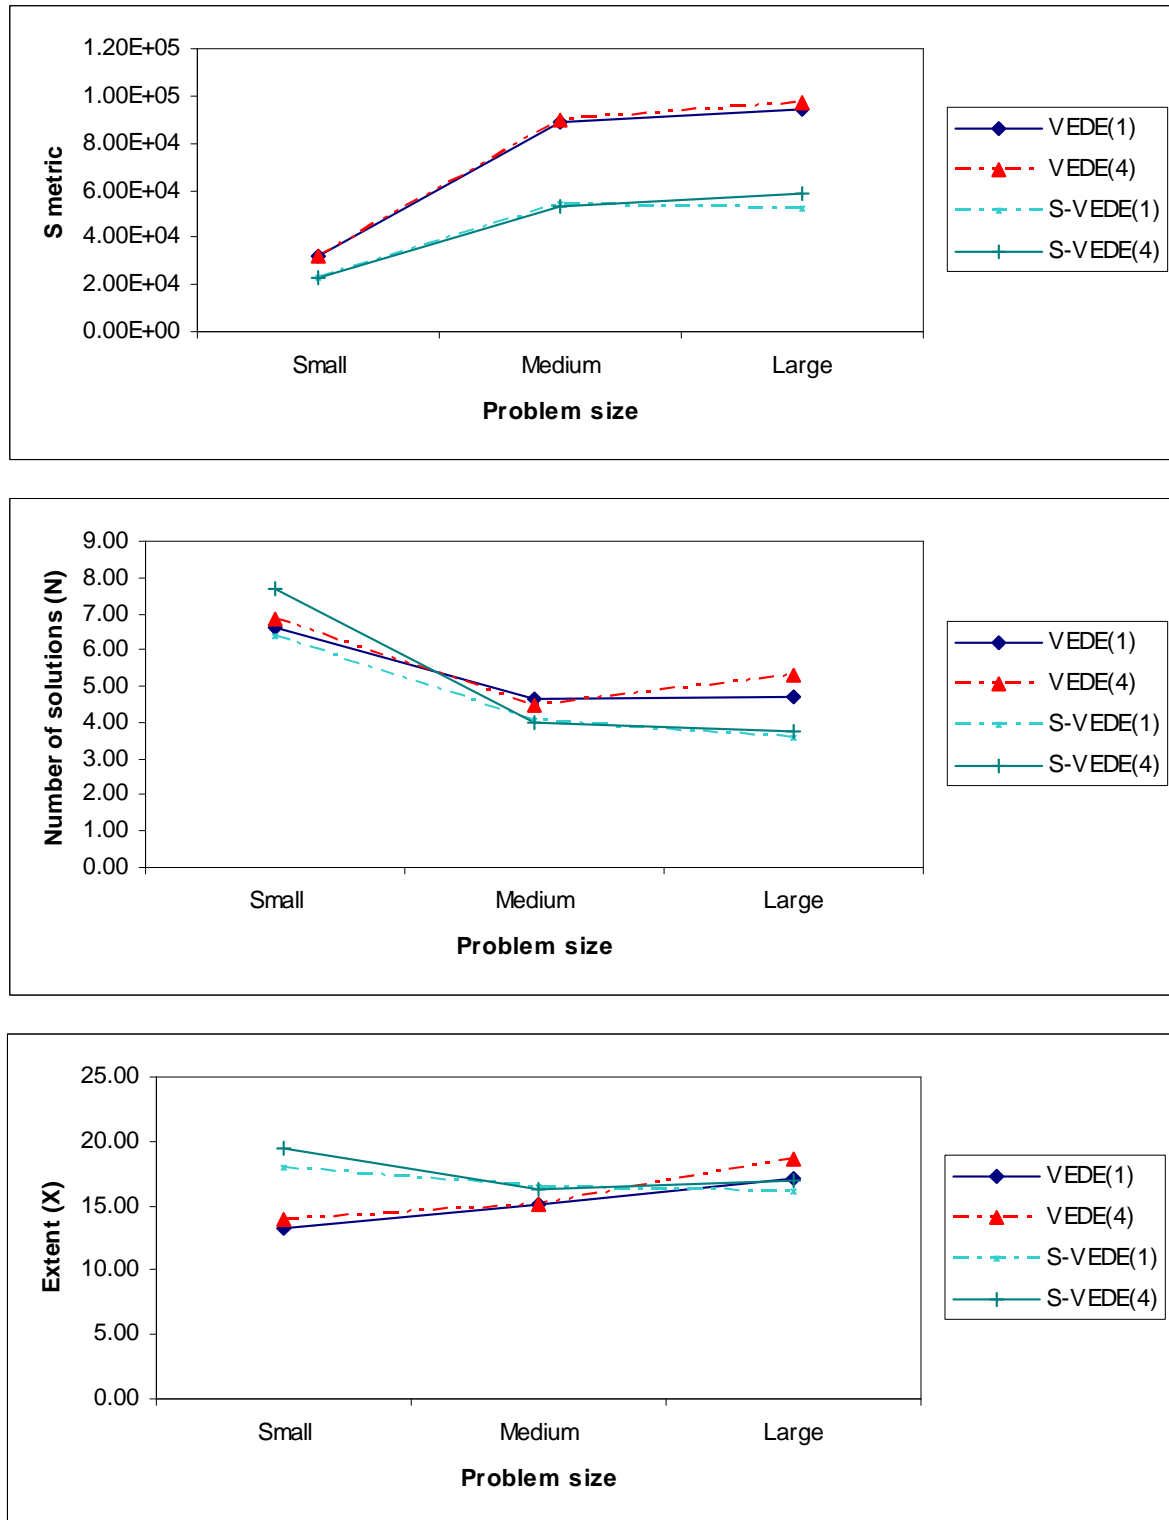 1.20E+05
1.00E+05
8.00E+04
6.00E+04
4.00E+04
2.00E+04
0.00E+00
S metric
Small Medium Large
Problem size
VEDE(1)
VEDE(4)
S-VEDE(1)
S-VEDE(4)
9.00
8.00
7.00
6.00
5.00
4.00
3.00
2.00
1.00
0.00
Number of solutions (N)
Small Medium Large
Problem size
VEDE(1)
VEDE(4)
S-VEDE(1)
S-VEDE(4)
25.00
20.00
15.00
10.00
5.00
0.00
Extent (X)
Small Medium Large
Problem size
VEDE(1)
VEDE(4)
S-VEDE(1)
S-VEDE(4)